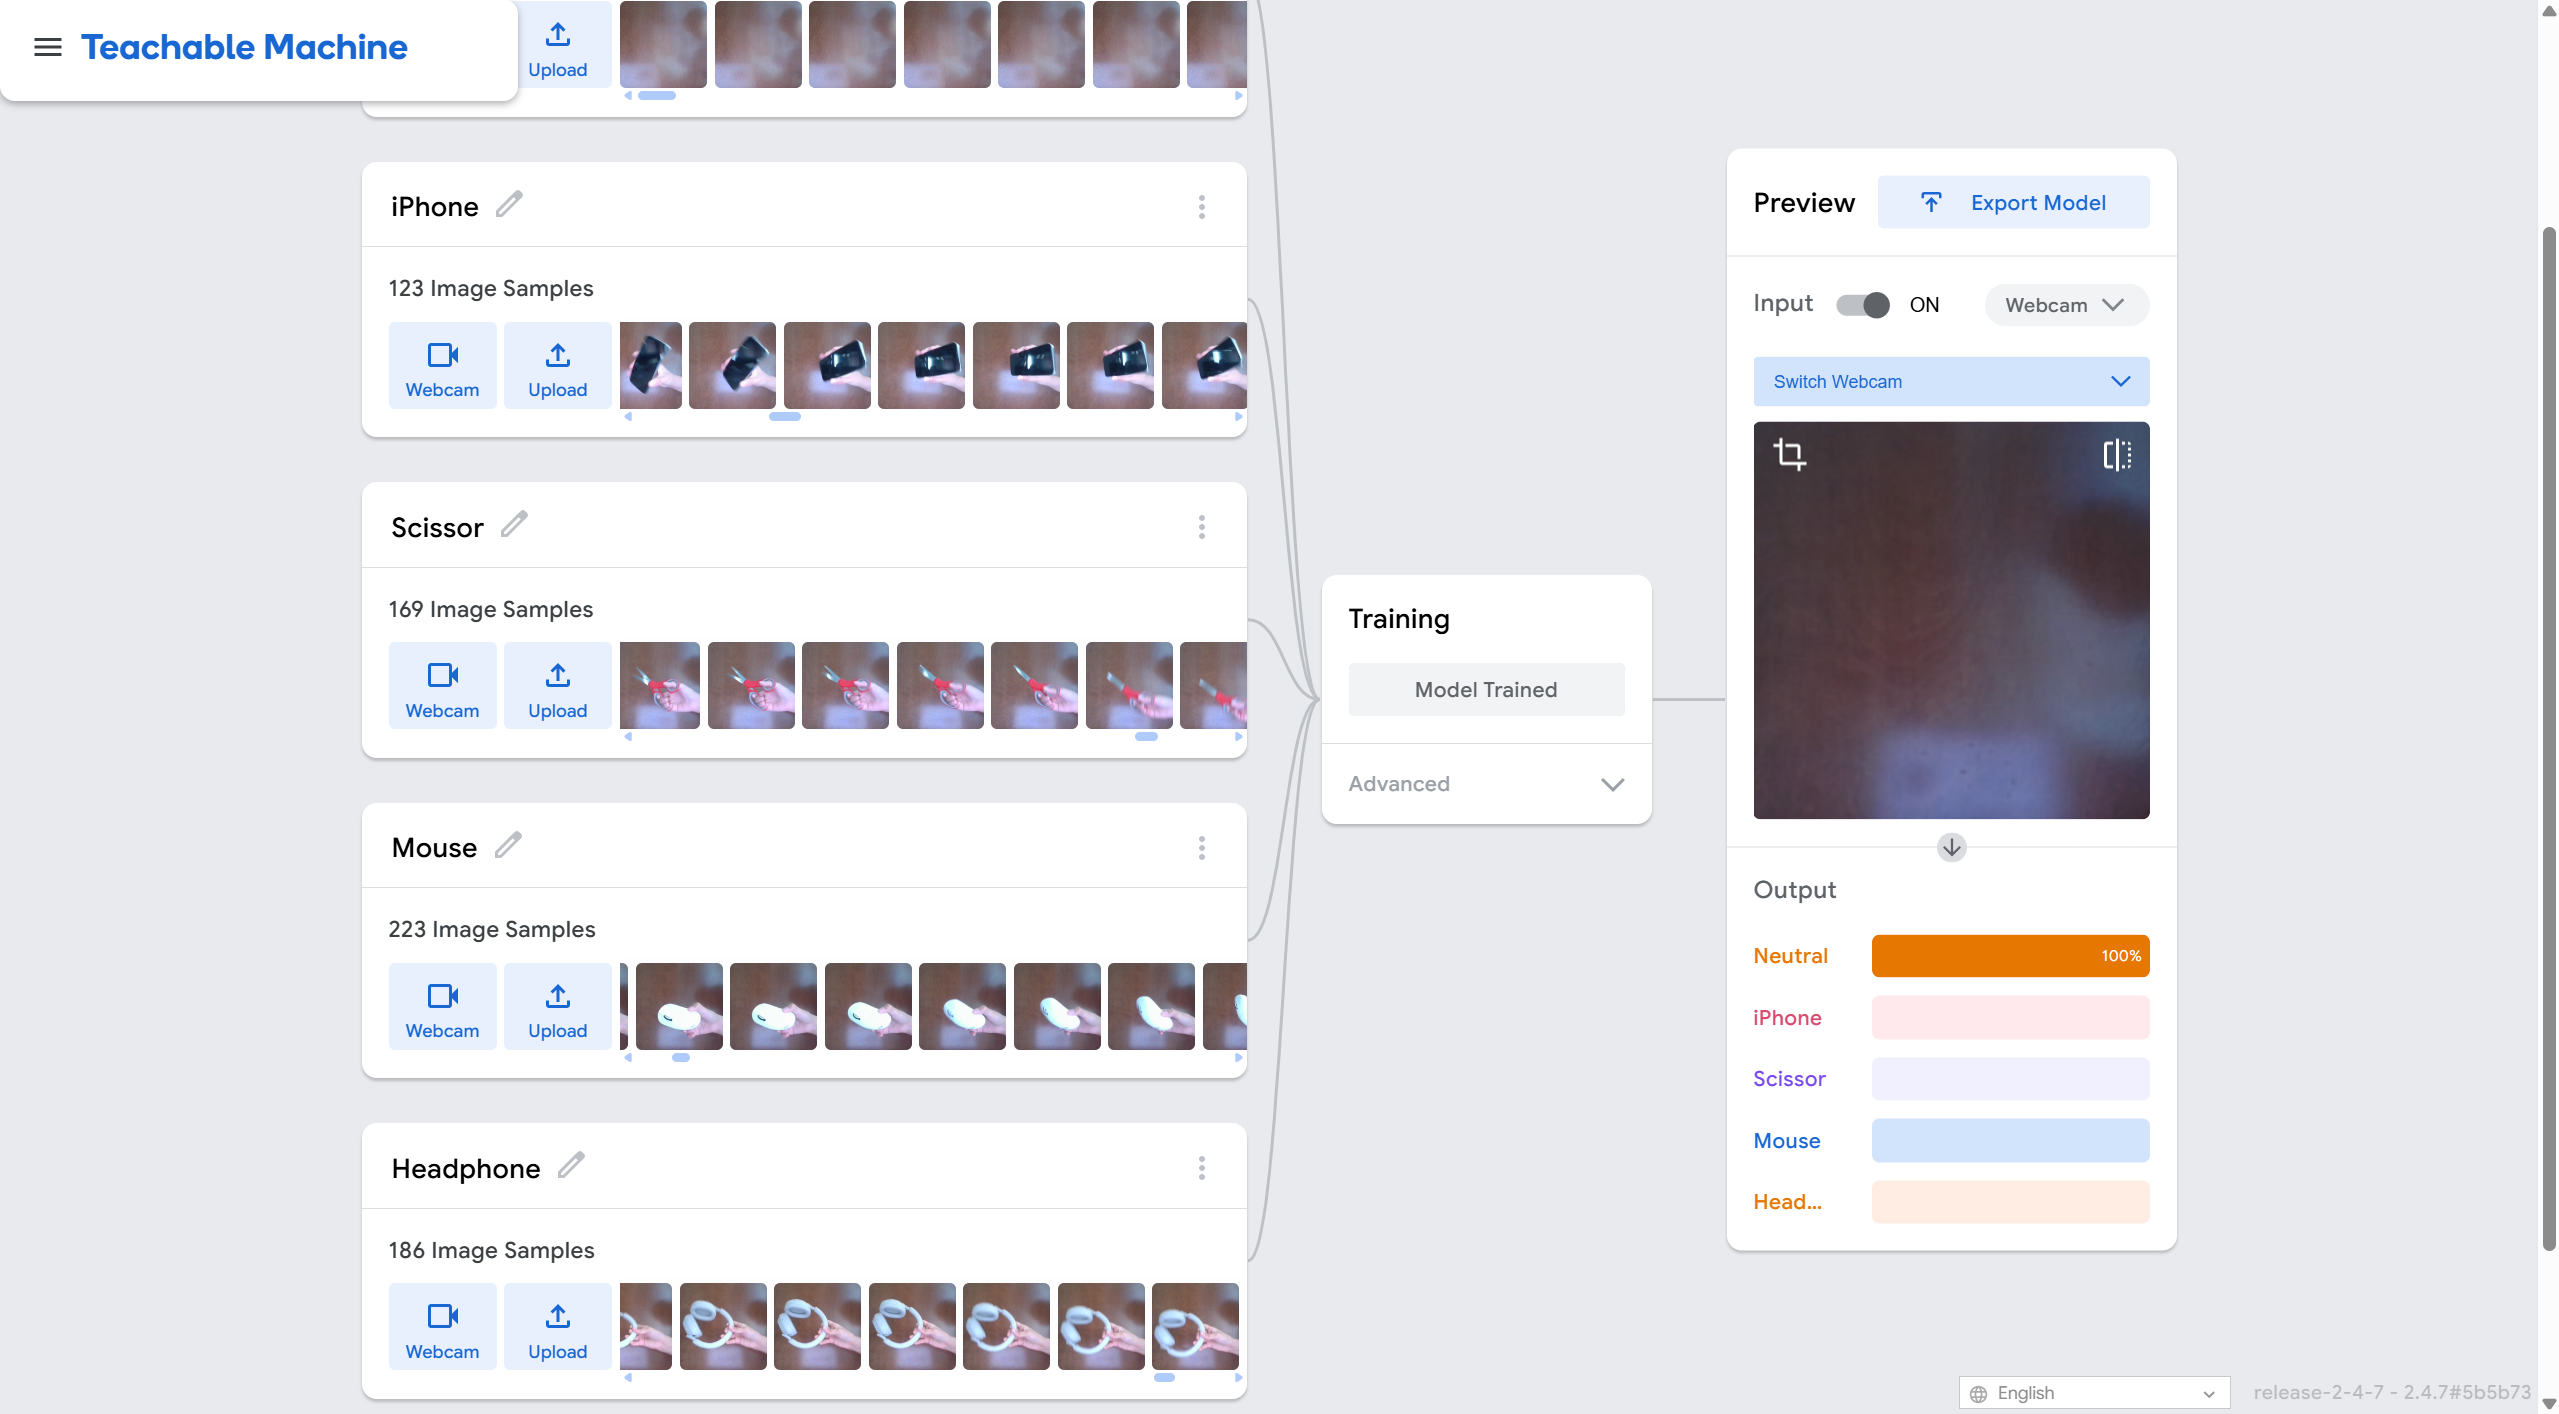 Teachable Machine
Upload
iPhone
123 Image Samples
Webcam
Upload
Scissor
169 Image Samples
Webcam
Upload
Mouse
223 Image Samples
Webcam
Upload
Headphone
186 Image Samples
Webcam
Upload
Training
Model Trained
Advanced
Preview
Export Model
Input
ON
Webcam
Switch Webcam
Output
Neutral
100%
iPhone
Scissor
Mouse
Head...
English
release-2-4-7 - 2.4.7#5b5b73